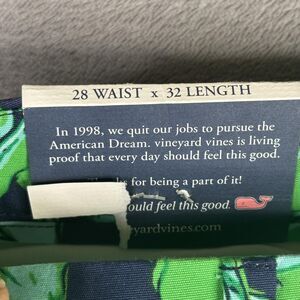 28 WAIST x 32 LENGTH
In 1998, we quit our jobs to pursue the
American Dream. vineyard vines is living
proof that every day should feel this good.
for being a part of it!
should feel this good.
vineyardvines.com